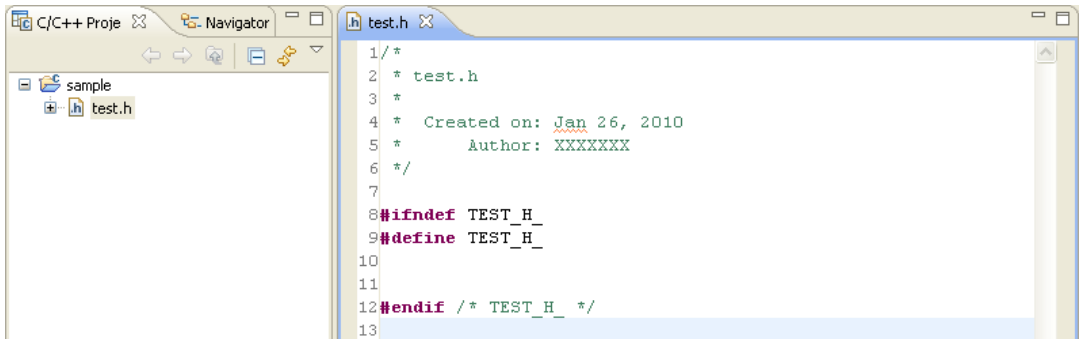 C/C++ Proje
Navigator
sample
test.h
test.h
1/*
2 * test.h
3 *
4 *  Created on: Jan 26, 2010
5 *      Author: XXXXXXX
6 */
7
8#ifndef TEST_H_
9#define TEST_H_
10
11
12#endif /* TEST_H_ */
13